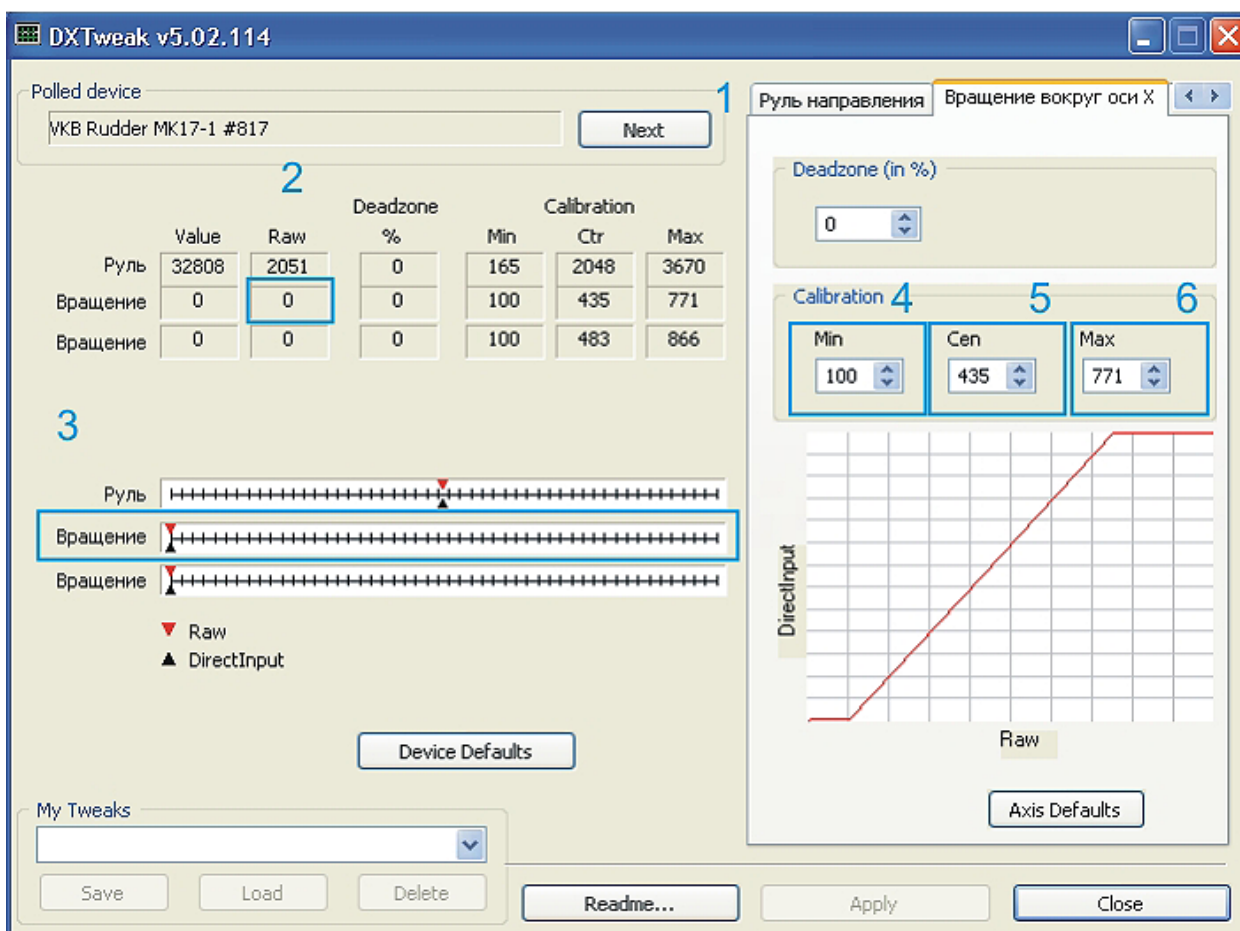 DXTweak v5.02.114
Polled device
VKB Rudder MK17-1 #817
Next
1
2
Deadzone Calibration
Value Raw % Min Ctr Max
Руль 32808 2051 0 165 2048 3670
Вращение 0 0 0 100 435 771
Вращение 0 0 0 100 483 866
3
Руль
Вращение
Вращение
Raw
DirectInput
Device Defaults
My Tweaks
Save Load Delete
Readme... Apply Close
Руль направления Вращение вокруг оси X
Deadzone (in %)
0
Calibration 4 5 6
Min Cen Max
100 435 771
DirectInput
Raw
Axis Defaults